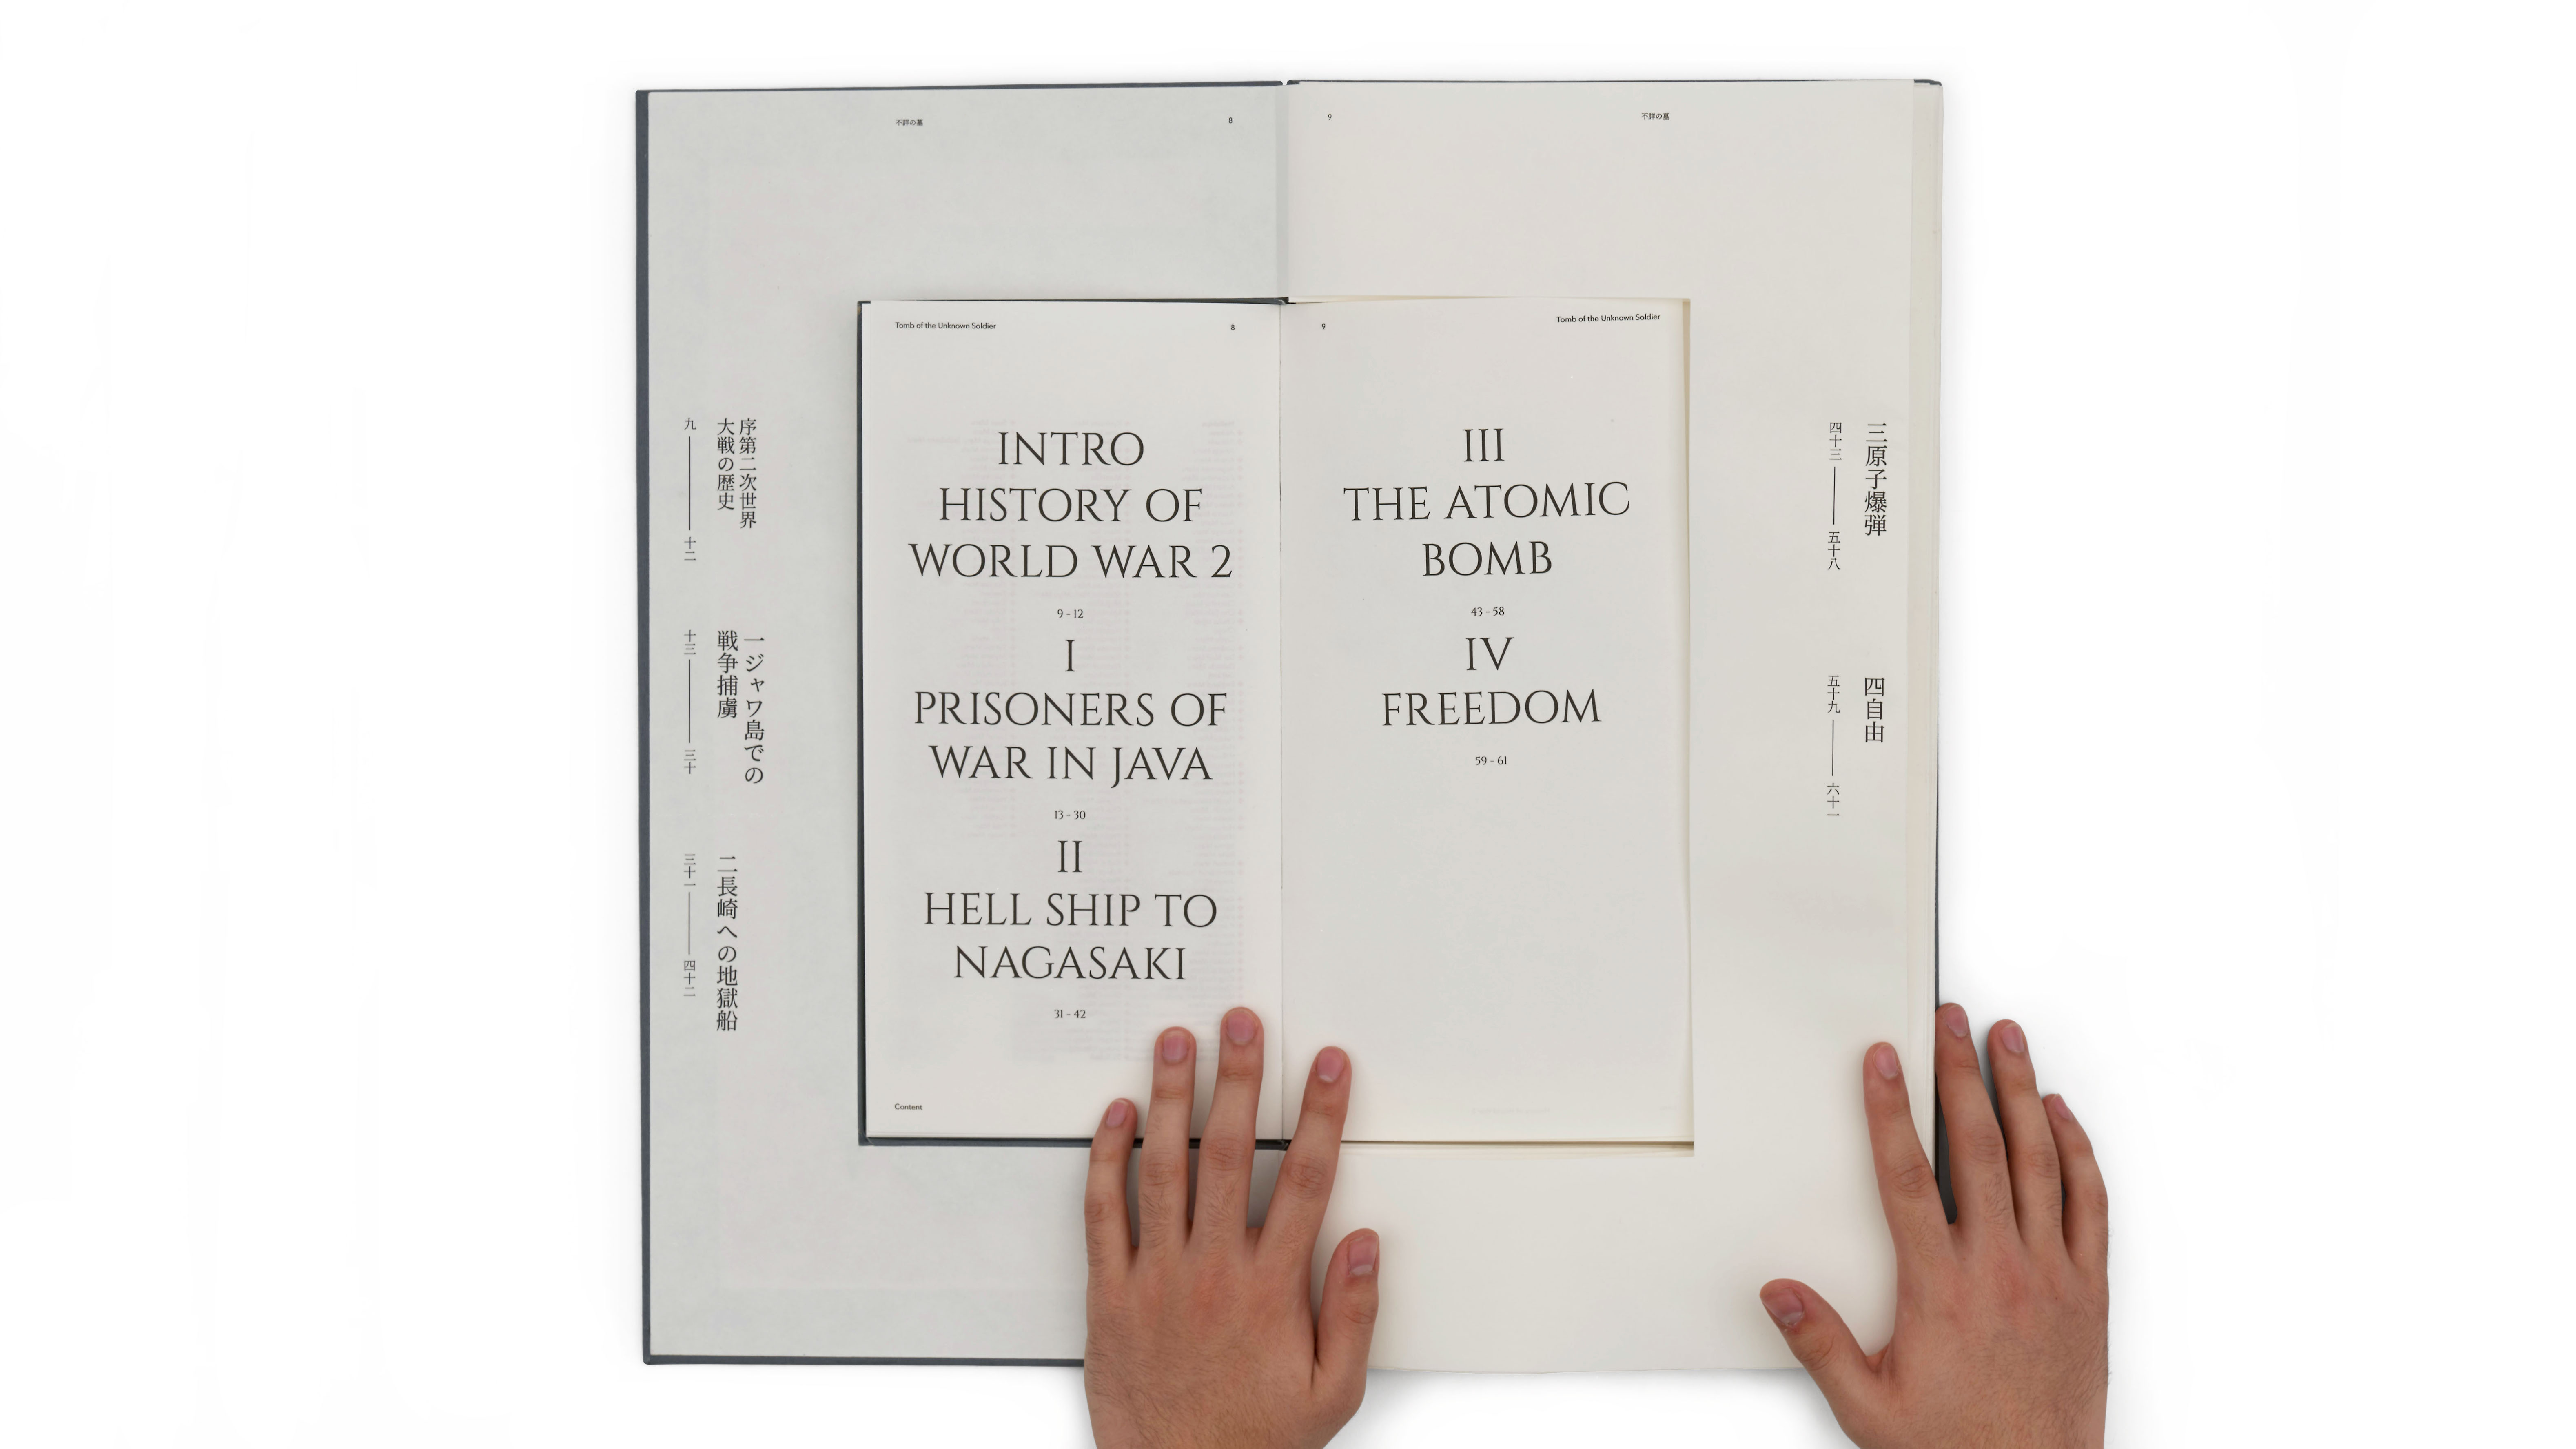 不詳の墓
8
9
不詳の墓
序第二次世界
大戦の歴史
九 十二
一ジャワ島での
戦争捕虜
十三 三十
二長崎への地獄船
三十一 四十二
Tomb of the Unknown Soldier
8
INTRO
HISTORY OF
WORLD WAR 2
9 - 12
I
PRISONERS OF
WAR IN JAVA
13 - 30
II
HELL SHIP TO
NAGASAKI
31 - 42
Content
9
Tomb of the Unknown Soldier
III
THE ATOMIC
BOMB
43 - 58
IV
FREEDOM
59 - 61
三原子爆弾
四十三 五十八
四自由
五十九 六十一